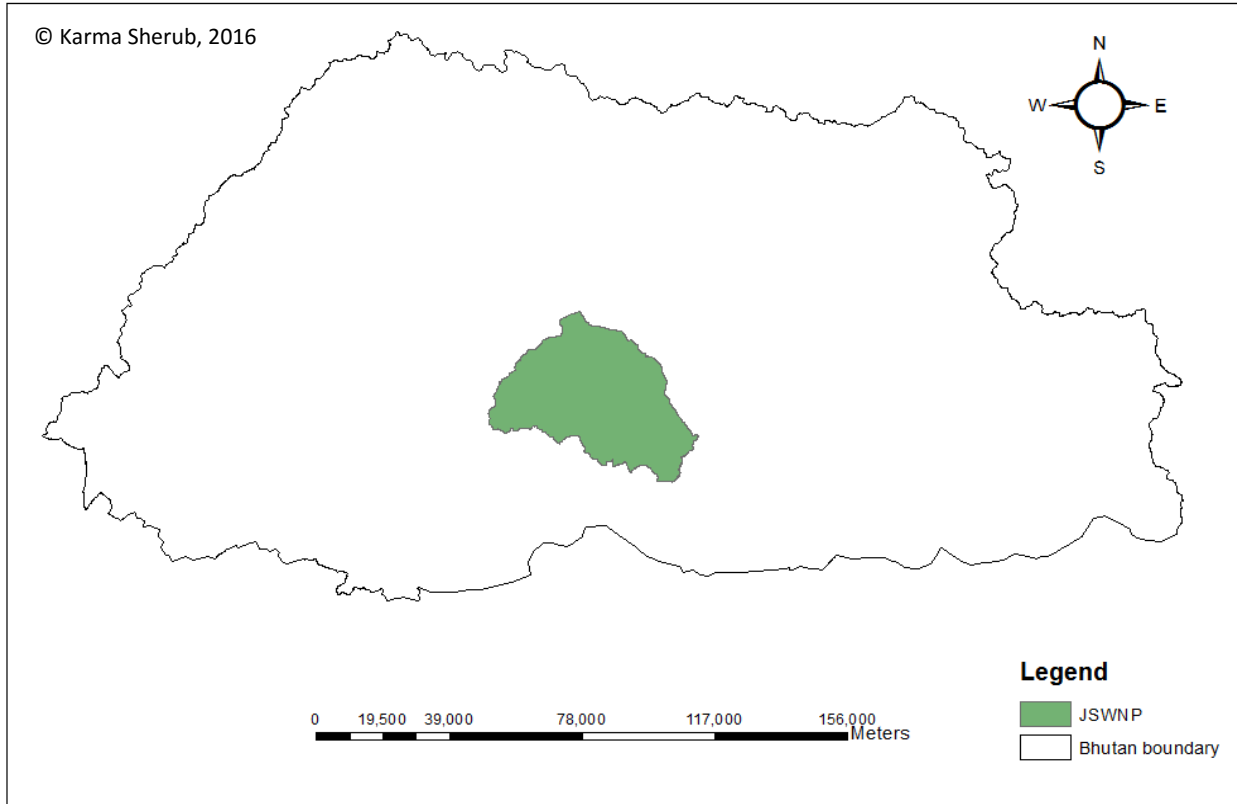 © Karma Sherub, 2016
N
W E
S
Legend
JSWNP
Bhutan boundary
0 19,500 39,000 78,000 117,000 156,000
Meters